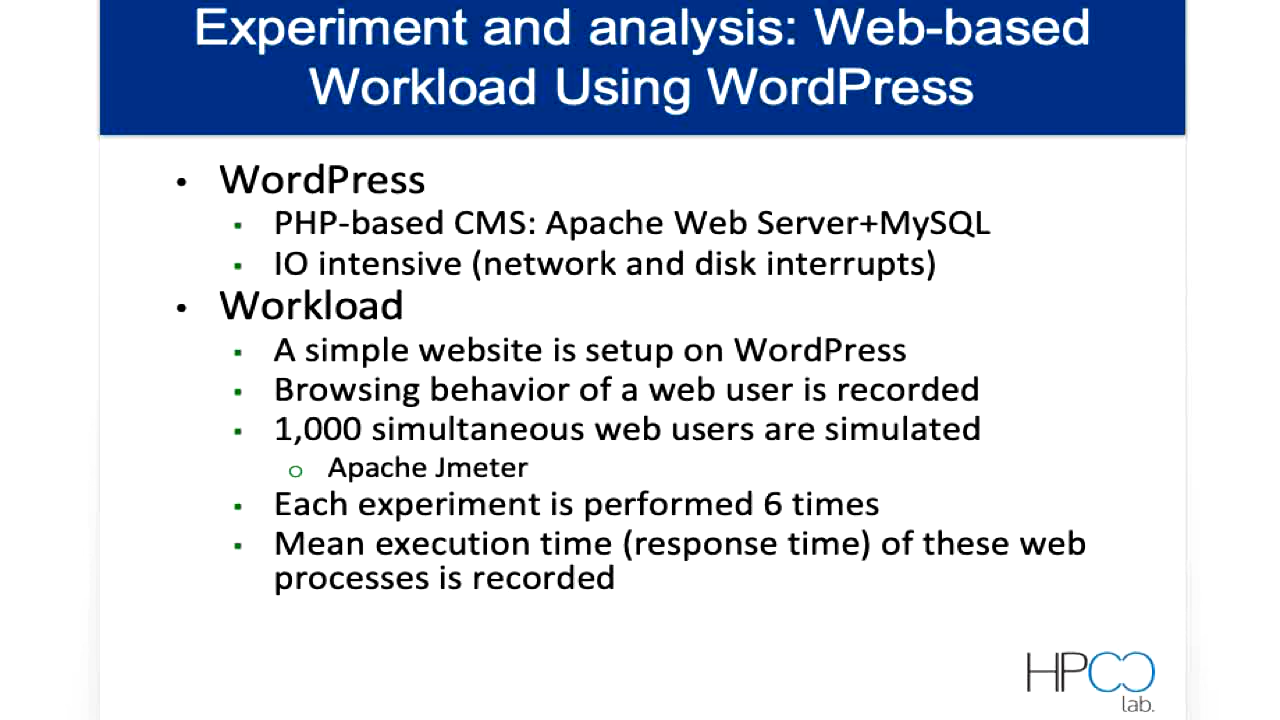 Experiment and analysis: Web-based
Workload Using WordPress
• WordPress
▪ PHP-based CMS: Apache Web Server+MySQL
▪ IO intensive (network and disk interrupts)
• Workload
▪ A simple website is setup on WordPress
▪ Browsing behavior of a web user is recorded
▪ 1,000 simultaneous web users are simulated
o Apache Jmeter
▪ Each experiment is performed 6 times
▪ Mean execution time (response time) of these web
processes is recorded
HPCC
lab.